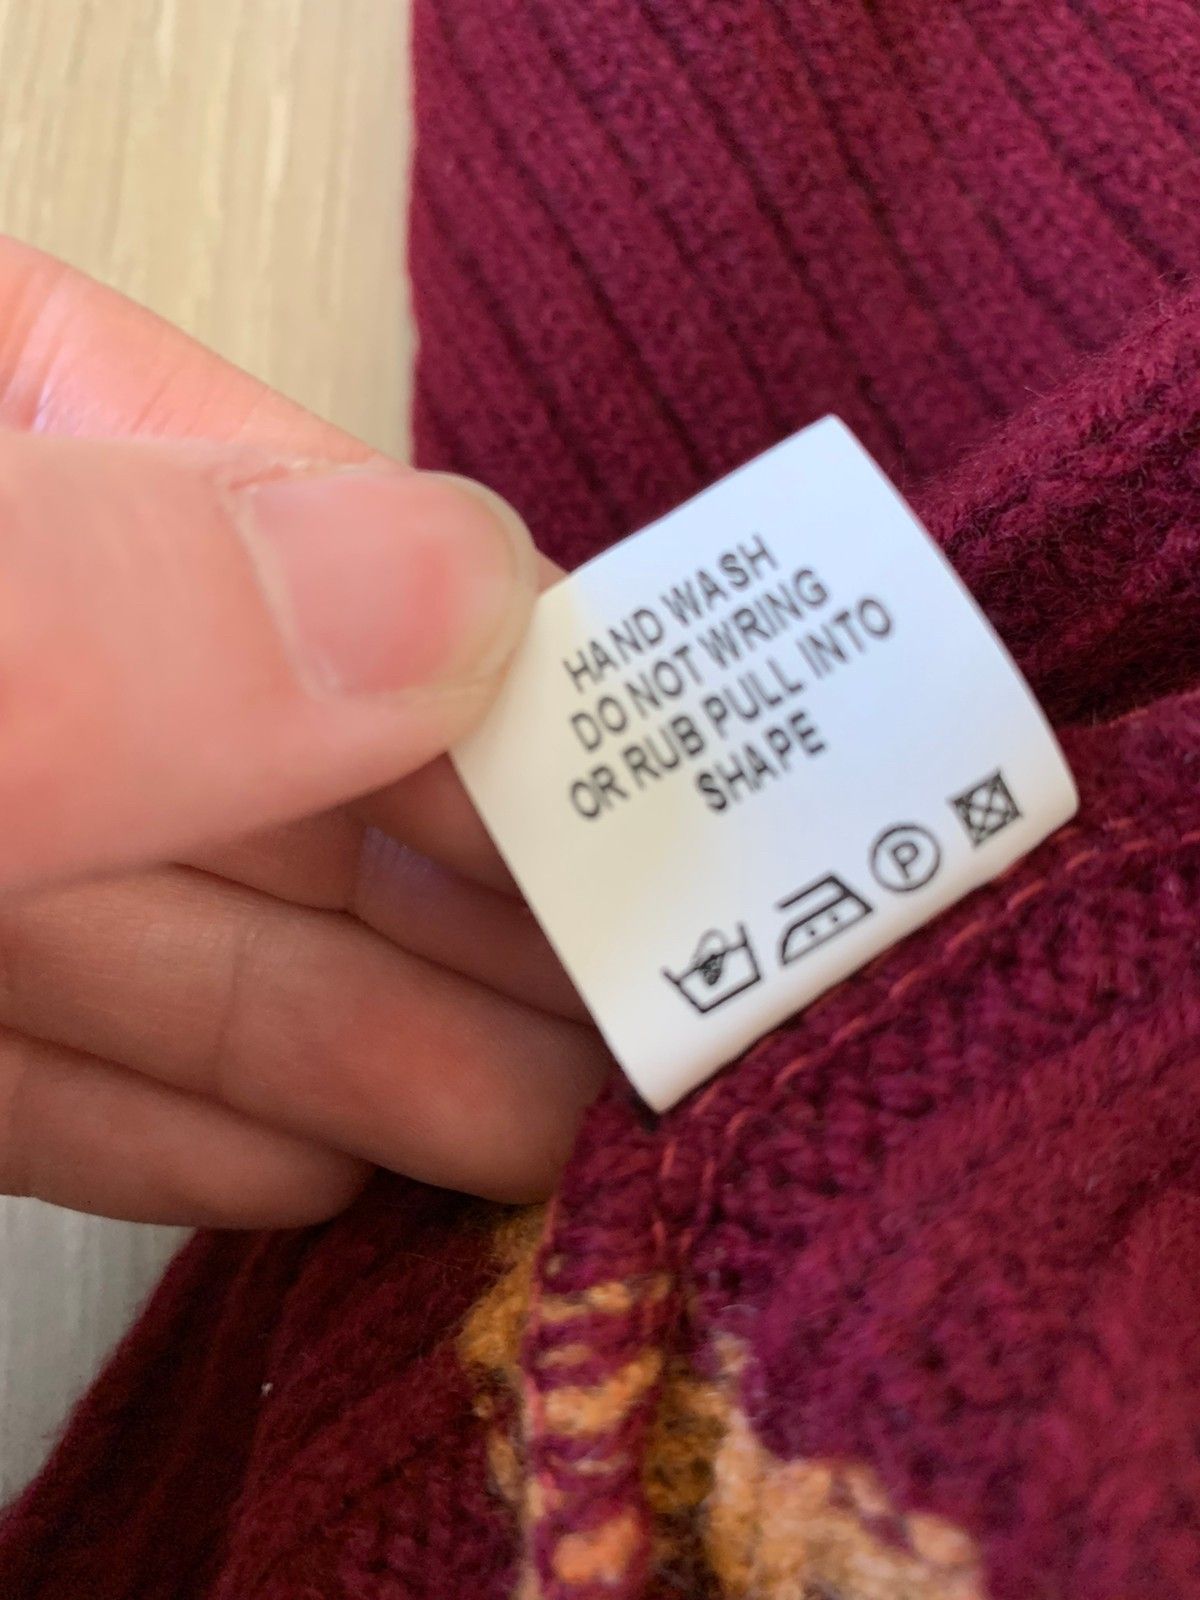 HAND WASH
DO NOT WRING
OR RUB PULL INTO
SHAPE
P